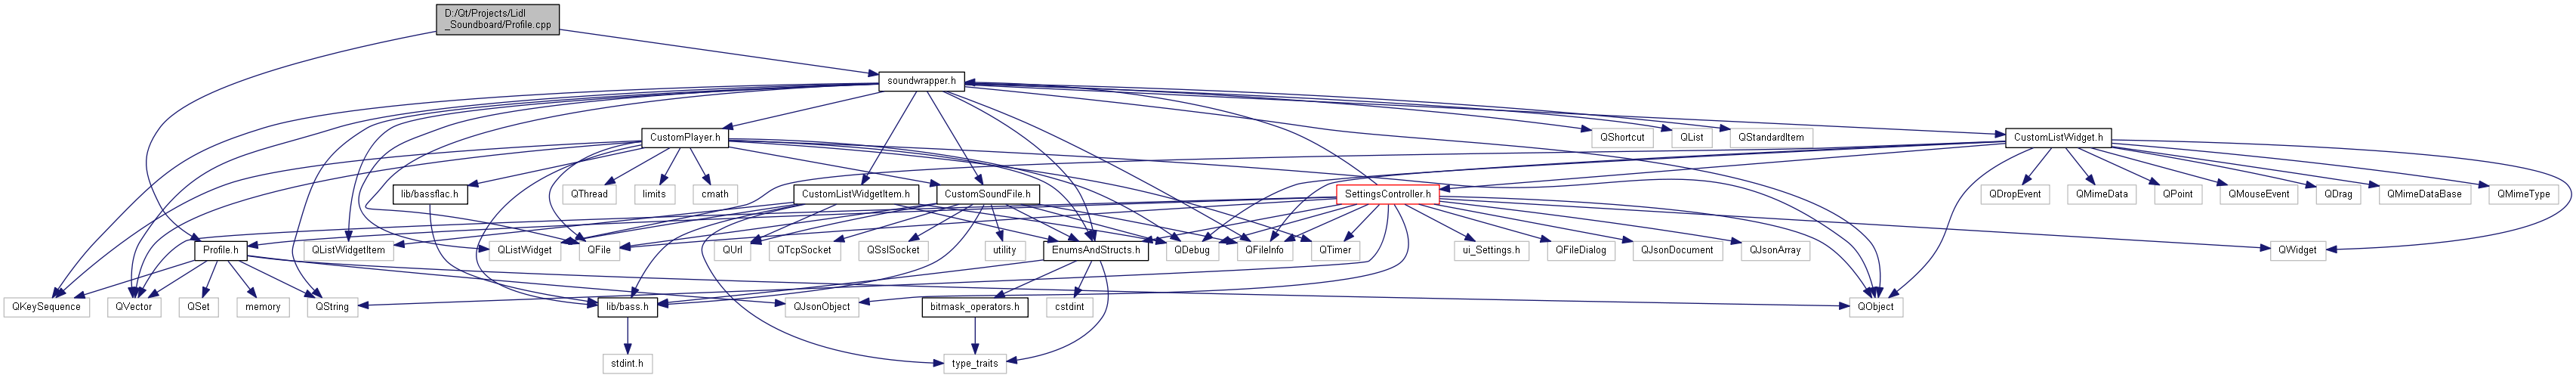 D:/Qt/Projects/Lidl
_Soundboard/Profile.cpp
soundwrapper.h
CustomPlayer.h
QShortcut
QList
QStandardItem
CustomListWidget.h
lib/bassflac.h
QThread
limits
cmath
CustomListWidgetItem.h
CustomSoundFile.h
SettingsController.h
QDropEvent
QMimeData
QPoint
QMouseEvent
QDrag
QMimeDataBase
QMimeType
Profile.h
QListWidgetItem
QListWidget
QFile
QUrl
QTcpSocket
QSslSocket
utility
EnumsAndStructs.h
QDebug
QFileInfo
QTimer
ui_Settings.h
QFileDialog
QJsonDocument
QJsonArray
QWidget
QKeySequence
QVector
QSet
memory
QString
lib/bass.h
QJsonObject
bitmask_operators.h
cstdint
QObject
stdint.h
type_traits